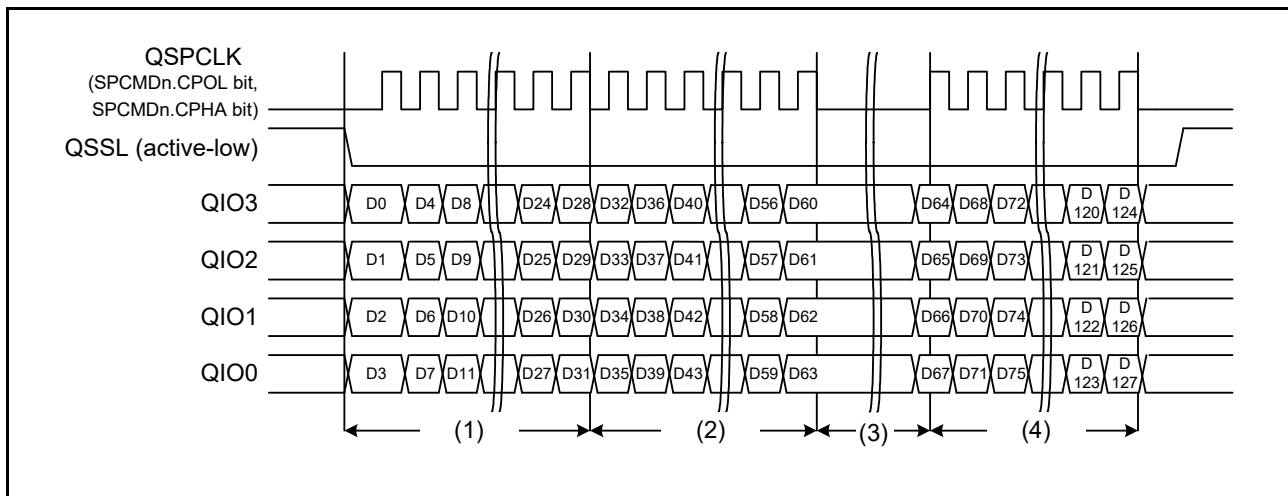 QSPCLK
(SPCMDn.CPOL bit,
SPCMDn.CPHA bit)
QSSL (active-low)
QIO3 D0 D4 D8 D24 D28 D32 D36 D40 D56 D60 D64 D68 D72 D 120 D 124
QIO2 D1 D5 D9 D25 D29 D33 D37 D41 D57 D61 D65 D69 D73 D 121 D 125
QIO1 D2 D6 D10 D26 D30 D34 D38 D42 D58 D62 D66 D70 D74 D 122 D 126
QIO0 D3 D7 D11 D27 D31 D35 D39 D43 D59 D63 D67 D71 D75 D 123 D 127
(1) (2) (3) (4)